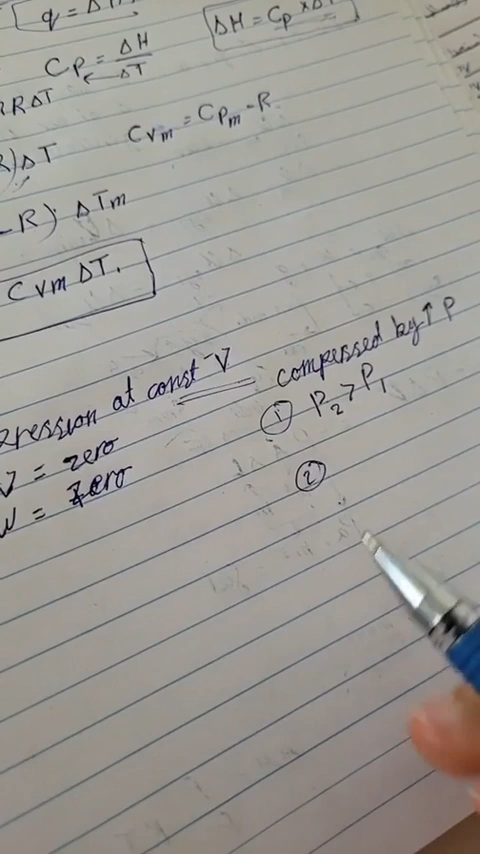 q = ΔH
ΔH = Cp × ΔT
Cp = ΔH / ΔT
RΔT
Cvm = Cpm - R
R) ΔT
- R) ΔTm
Cvm ΔT.
ression at const V
compessed by ↑ P
① P2 > P1
V = zero
W = zero
②